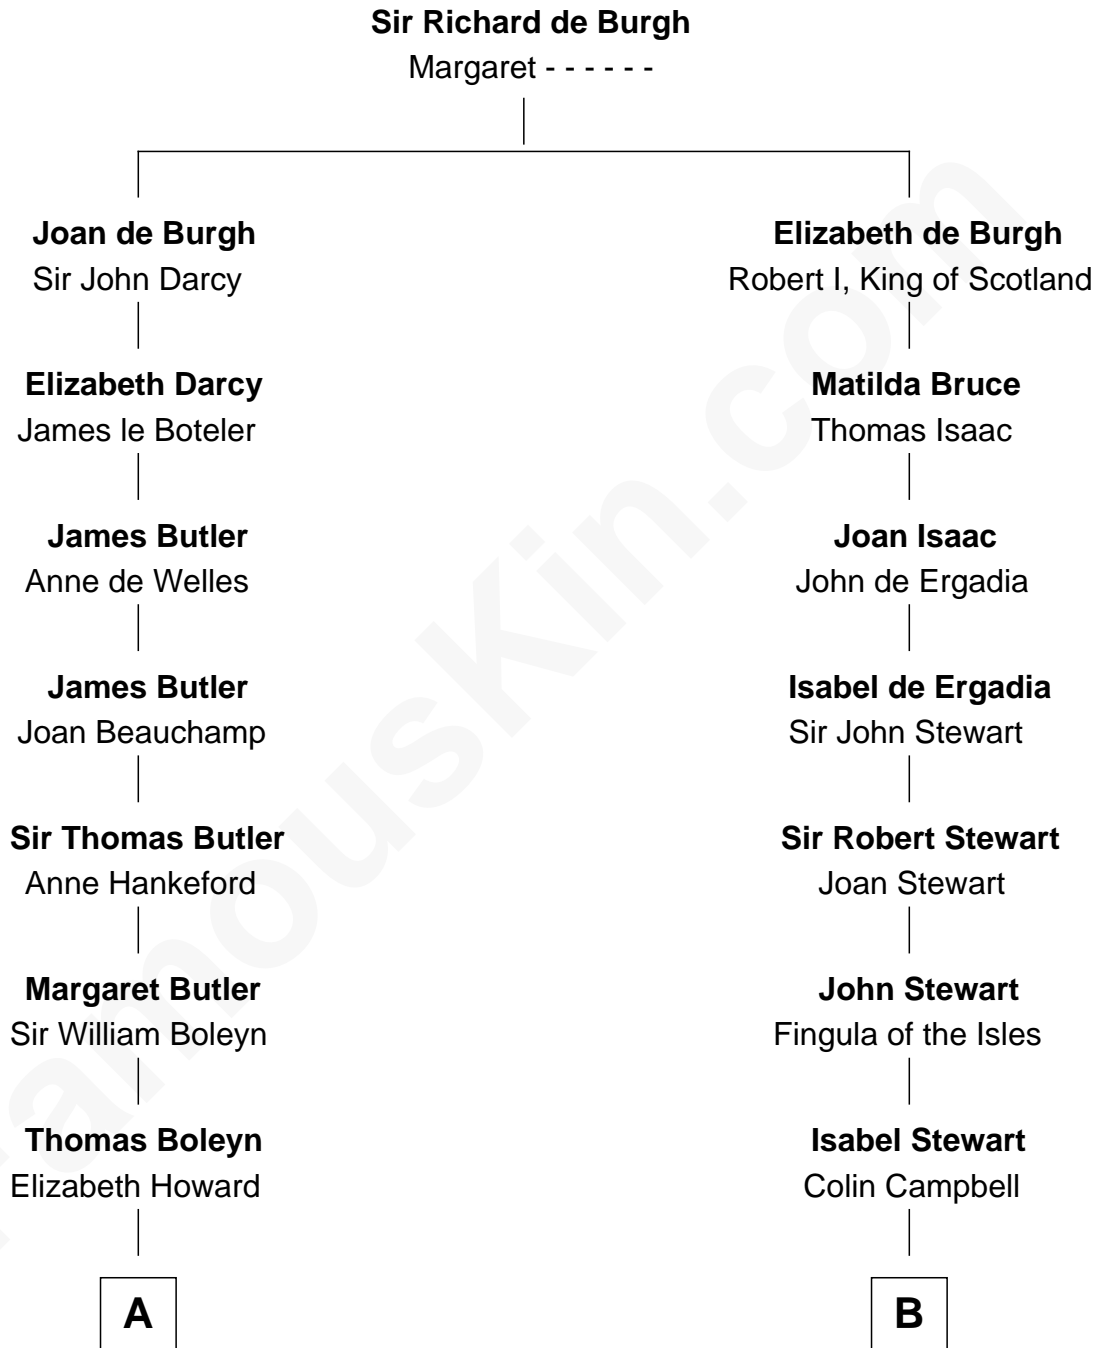 Sir Richard de Burgh
Margaret - - - - - -
Joan de Burgh
Sir John Darcy
Elizabeth de Burgh
Robert I, King of Scotland
Elizabeth Darcy
James le Boteler
Matilda Bruce
Thomas Isaac
James Butler
Anne de Welles
Joan Isaac
John de Ergadia
James Butler
Joan Beauchamp
Isabel de Ergadia
Sir John Stewart
Sir Thomas Butler
Anne Hankeford
Sir Robert Stewart
Joan Stewart
Margaret Butler
Sir William Boleyn
John Stewart
Fingula of the Isles
Thomas Boleyn
Elizabeth Howard
Isabel Stewart
Colin Campbell
A
B
FamousKin.com